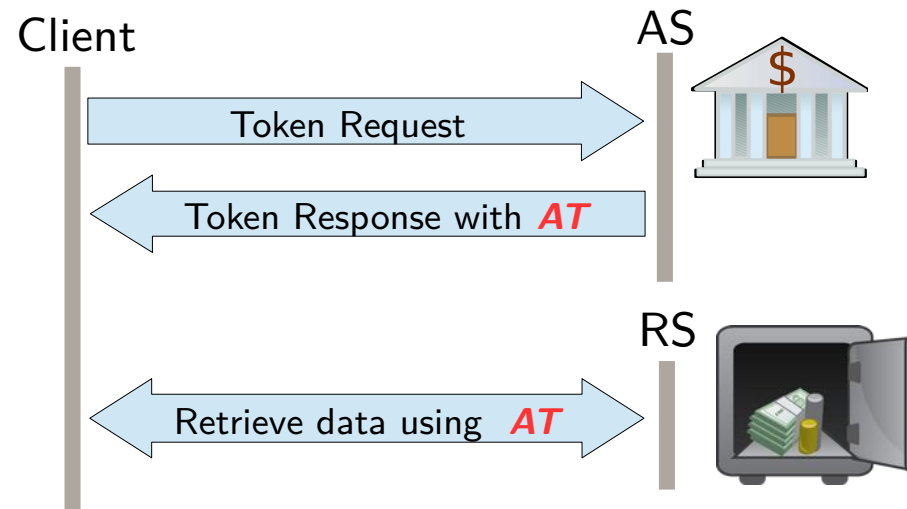 Client
AS
$
Token Request
Token Response with AT
RS
Retrieve data using AT